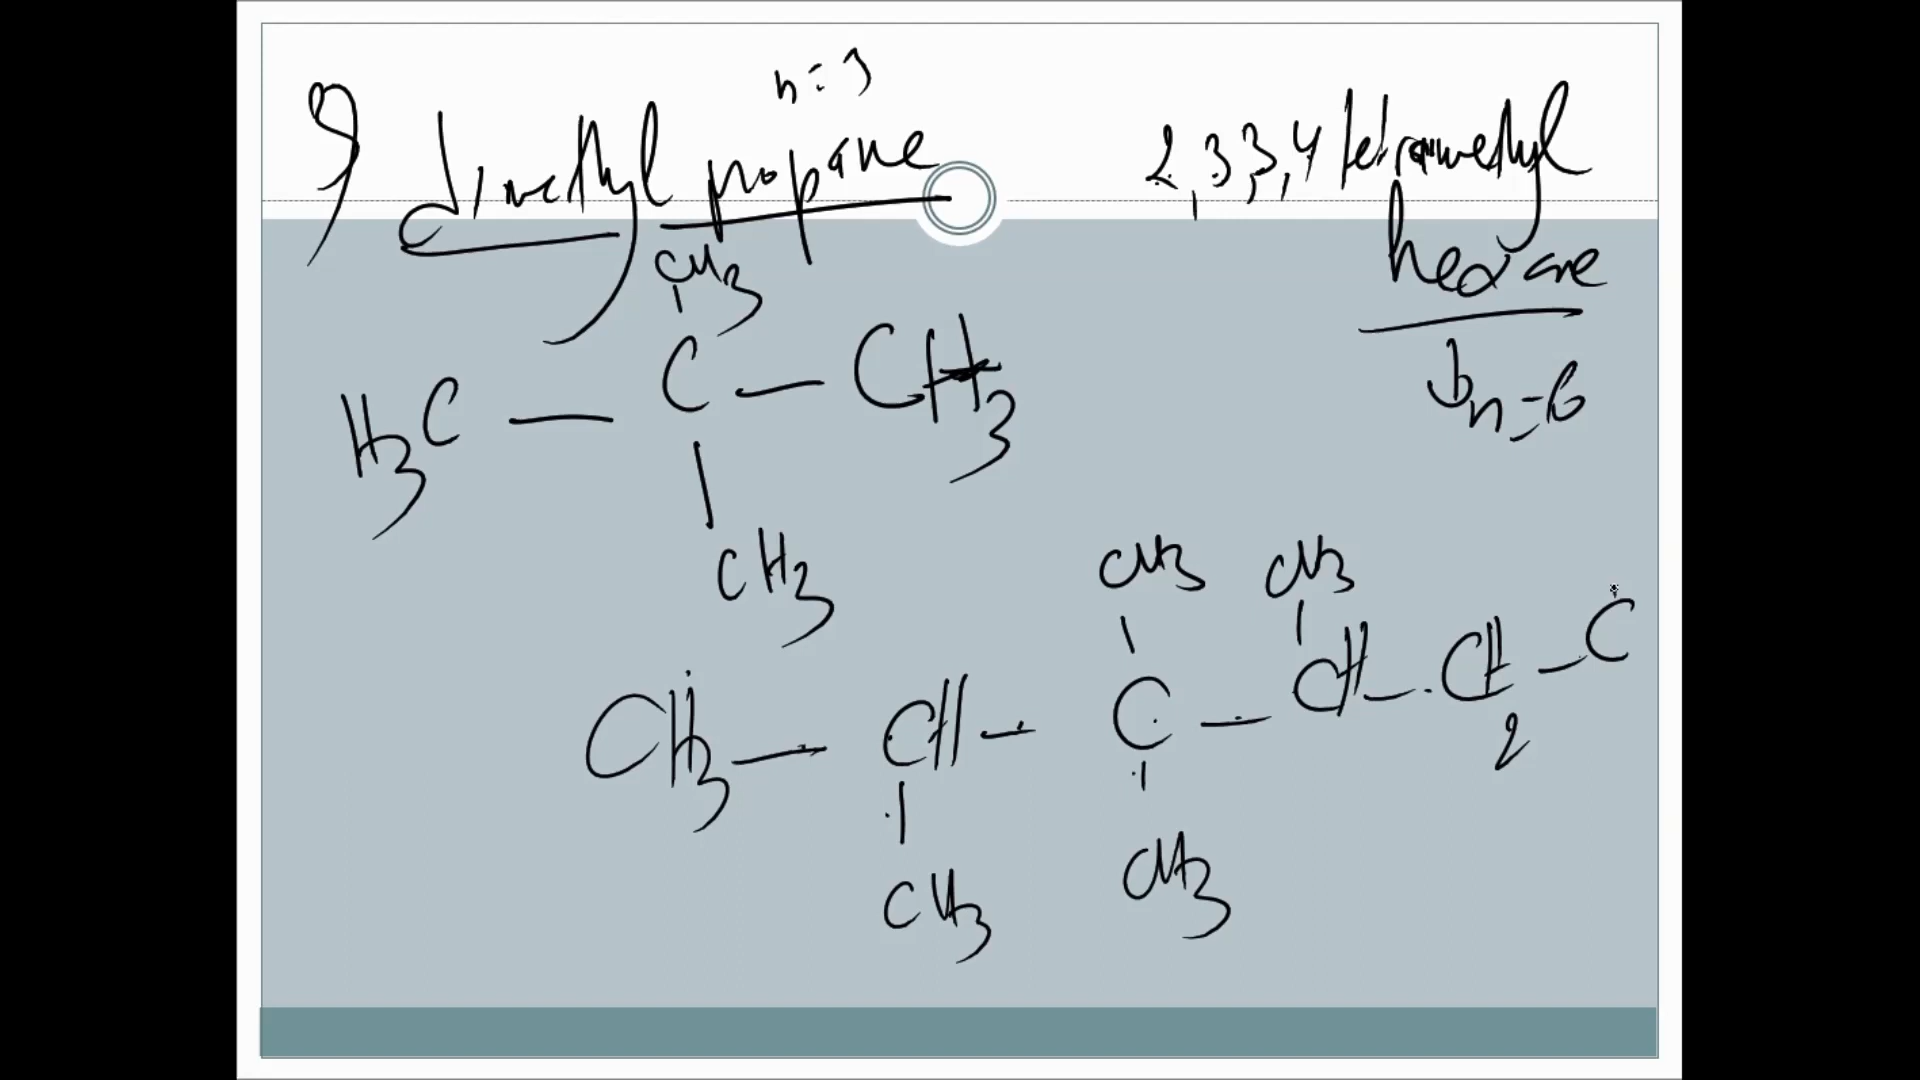 n = 3
dimethyl propane
2,3,3,4 tetramethyl
hexane
n = 6
CH3
H3C — C — CH3
CH3
CH3 CH3
CH3 — CH — C — CH — CH2 — C
CH3 CH3